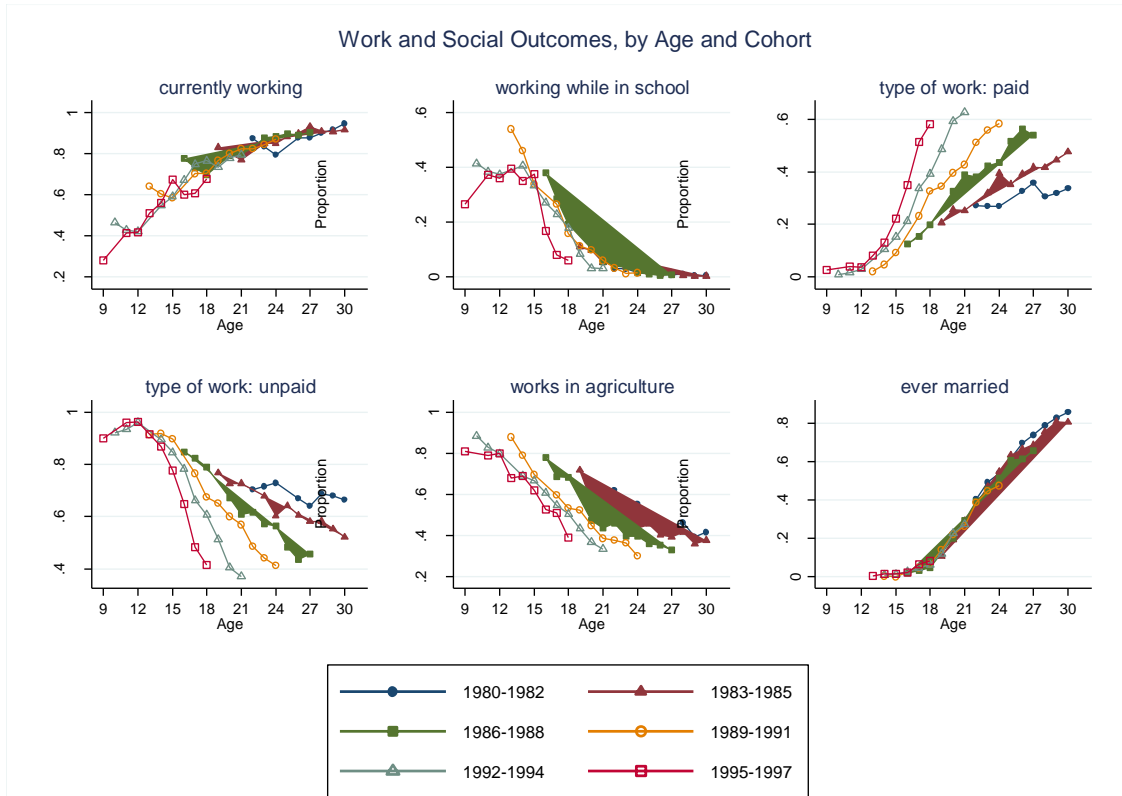 Work and Social Outcomes, by Age and Cohort
currently working
working while in school
type of work: paid
1
.8
.6
.4
.2
9 12 15 18 21 24 27 30
Age
Proportion
.6
.4
.2
0
9 12 15 18 21 24 27 30
Age
Proportion
.6
.4
.2
0
9 12 15 18 21 24 27 30
Age
type of work: unpaid
works in agriculture
ever married
1
.8
.6
.4
9 12 15 18 21 24 27 30
Age
Proportion
1
.8
.6
.4
.2
9 12 15 18 21 24 27 30
Age
Proportion
.8
.6
.4
.2
0
9 12 15 18 21 24 27 30
Age
1980-1982 1983-1985
1986-1988 1989-1991
1992-1994 1995-1997